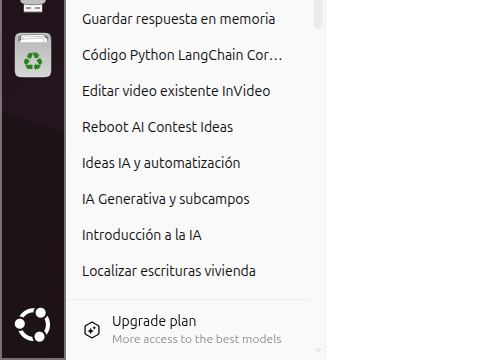 Guardar respuesta en memoria
Código Python LangChain Cor…
Editar video existente InVideo
Reboot AI Contest Ideas
Ideas IA y automatización
IA Generativa y subcampos
Introducción a la IA
Localizar escrituras vivienda
Upgrade plan
More access to the best models